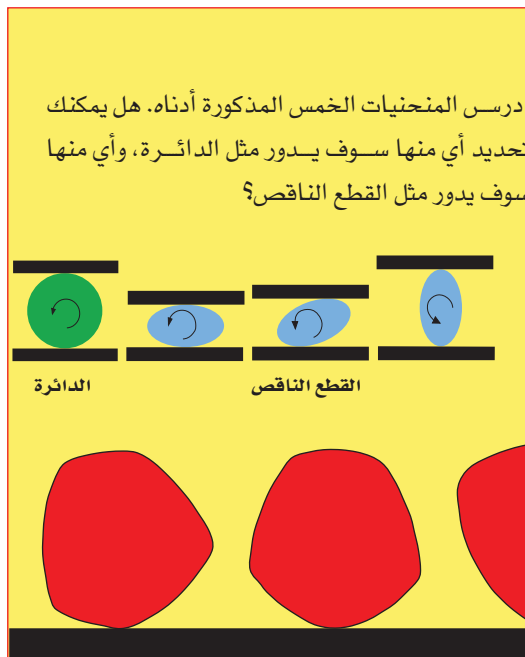 درس المنحنيات الخمس المذكورة أدناه. هل يمكنك
تحديد أي منها سوف يدور مثل الدائرة، وأي منها
سوف يدور مثل القطع الناقص؟
الدائرة
القطع الناقص